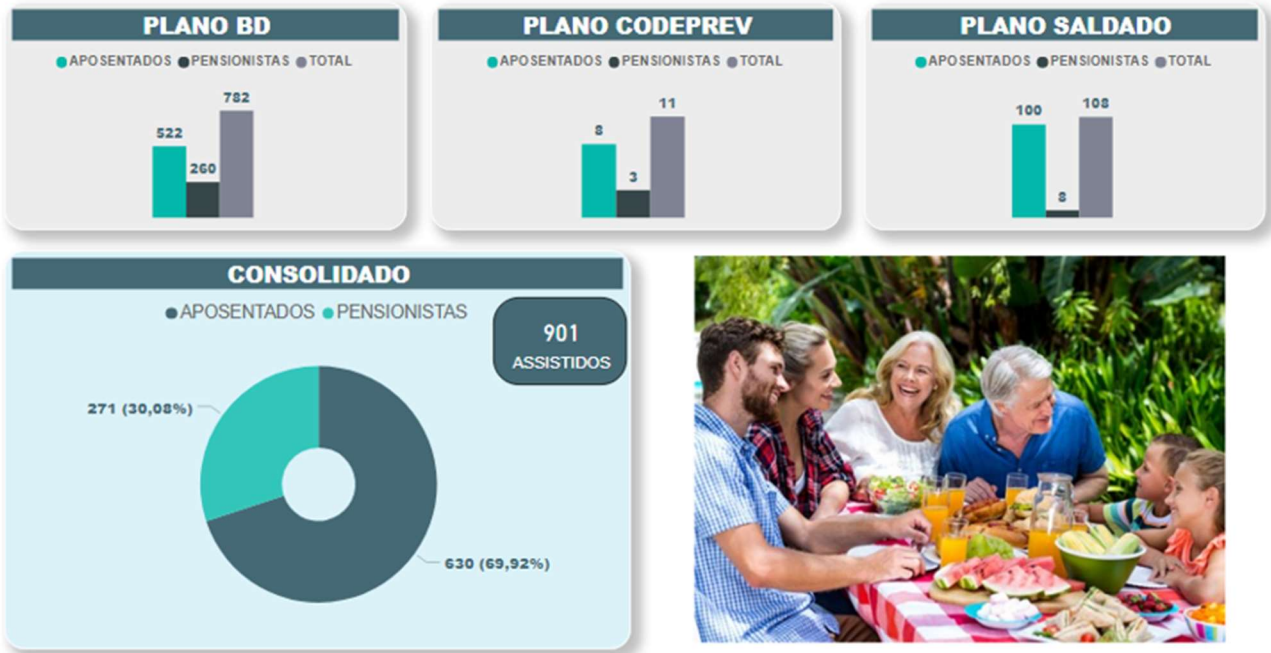 PLANO BD
APOSENTADOS PENSIONISTAS TOTAL
782
522
260
PLANO CODEPREV
APOSENTADOS PENSIONISTAS TOTAL
11
8
3
PLANO SALDADO
APOSENTADOS PENSIONISTAS TOTAL
100
108
8
CONSOLIDADO
APOSENTADOS PENSIONISTAS
901
ASSISTIDOS
271 (30,08%)
630 (69,92%)